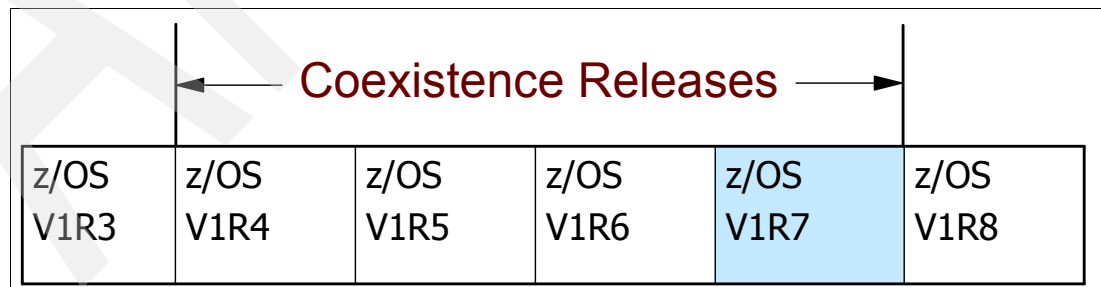 Coexistence Releases
z/OS z/OS z/OS z/OS z/OS z/OS
V1R3 V1R4 V1R5 V1R6 V1R7 V1R8